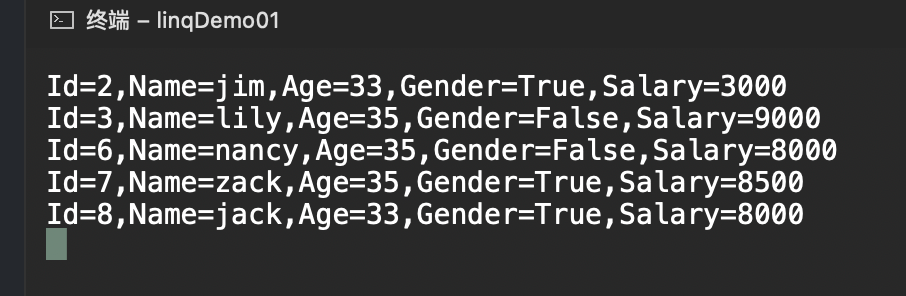 终端 – linqDemo01
Id=2,Name=jim,Age=33,Gender=True,Salary=3000
Id=3,Name=lily,Age=35,Gender=False,Salary=9000
Id=6,Name=nancy,Age=35,Gender=False,Salary=8000
Id=7,Name=zack,Age=35,Gender=True,Salary=8500
Id=8,Name=jack,Age=33,Gender=True,Salary=8000